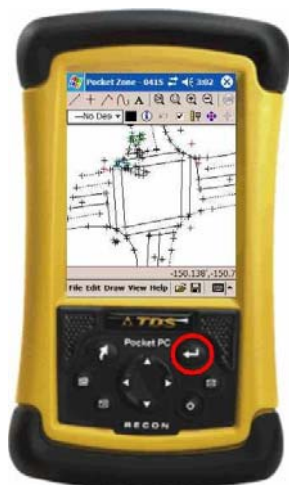 Pocket Zone - 0415 3:02
A
No Desi
-150.138',-150.7
File Edit Draw View Help
TDS
Pocket PC
RECON